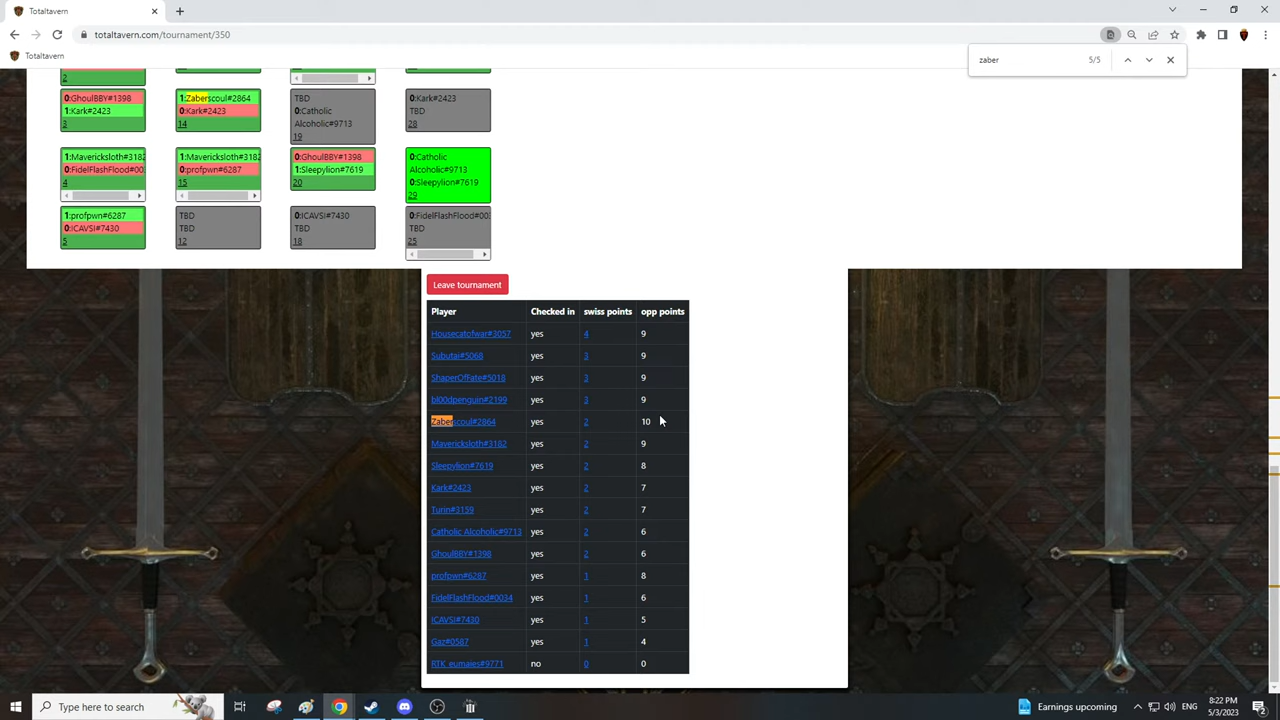 Totaltavern
totaltavern.com/tournament/350
Totaltavern
zaber 5/5
2
0:GhoulBBY#1398
1:Kark#2423
3
1:Zaberscoul#2864
0:Kark#2423
14
TBD
0:Catholic
Alcoholic#9713
19
0:Kark#2423
TBD
28
1:Mavericksloth#3182
0:FidelFlashFlood#00
4
1:Mavericksloth#3182
0:profpwn#6287
15
0:GhoulBBY#1398
1:Sleepylion#7619
20
0:Catholic
Alcoholic#9713
0:Sleepylion#7619
29
1:profpwn#6287
0:ICAVSI#7430
5
TBD
TBD
12
0:ICAVSI#7430
TBD
18
0:FidelFlashFlood#00
TBD
25
Leave tournament
Player Checked in swiss points opp points
Housecatofwar#3057 yes 4 9
Subutai#5068 yes 3 9
ShaperOfFate#5018 yes 3 9
bl00dpenguin#2199 yes 3 9
Zaberscoul#2864 yes 2 10
Mavericksloth#3182 yes 2 9
Sleepylion#7619 yes 2 8
Kark#2423 yes 2 7
Turin#3159 yes 2 7
Catholic Alcoholic#9713 yes 2 6
GhoulBBY#1398 yes 2 6
profpwn#6287 yes 1 8
FidelFlashFlood#0034 yes 1 6
ICAVSI#7430 yes 1 5
Gaz#0587 yes 1 4
RTK_eumaies#9771 no 0 0
Type here to search
Earnings upcoming
ENG
8:22 PM
5/3/2023
2